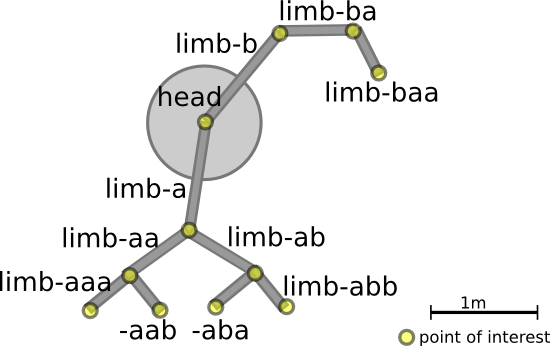 limb-ba
limb-b
head
limb-baa
limb-a
limb-aa
limb-ab
limb-aaa
limb-abb
-aab
-aba
1m
point of interest